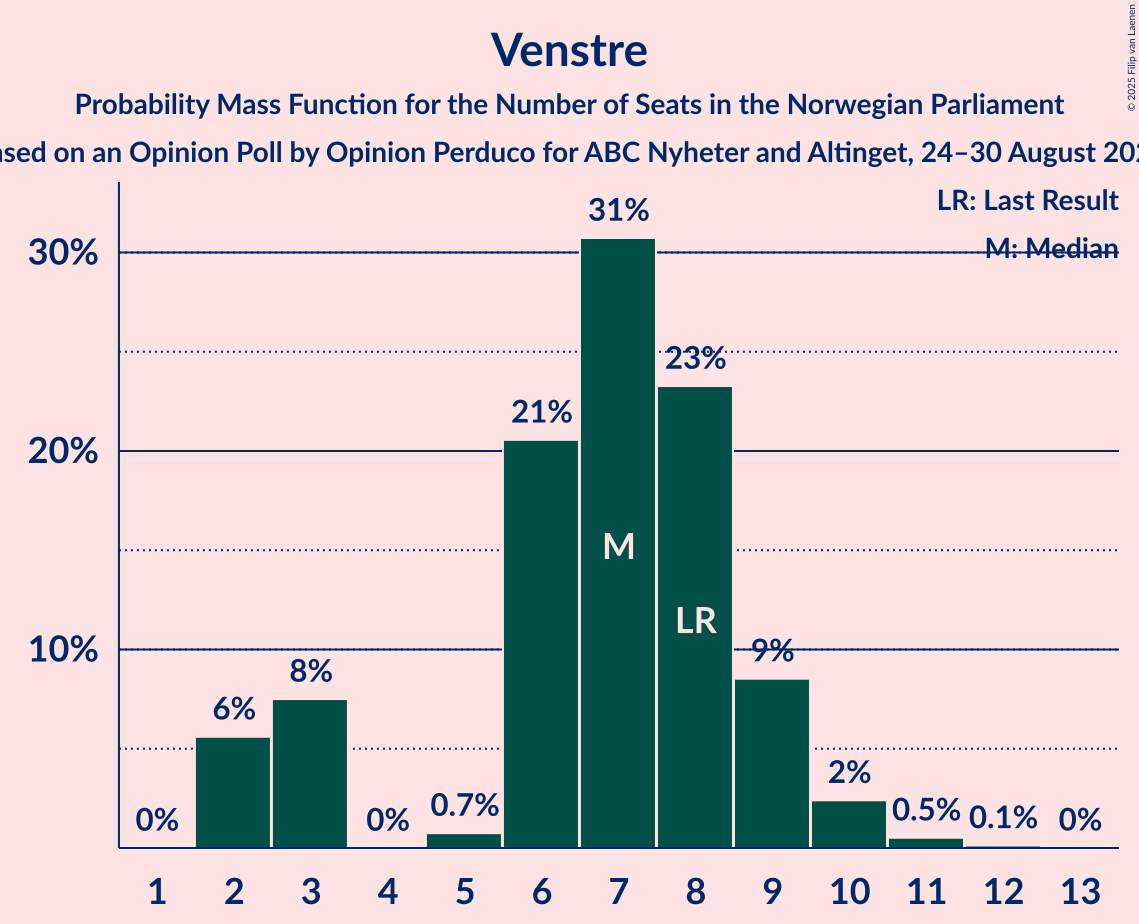 Venstre
Probability Mass Function for the Number of Seats in the Norwegian Parliament
on an Opinion Poll by Opinion Perduco for ABC Nyheter and Altinget, 24–30 August
© 2025 Filip van Laenen
LR: Last Result
M: Median
30%
20%
10%
0%
6%
8%
0%
0.7%
21%
31%
23%
9%
2%
0.5%
0.1%
0%
M
LR
1 2 3 4 5 6 7 8 9 10 11 12 13